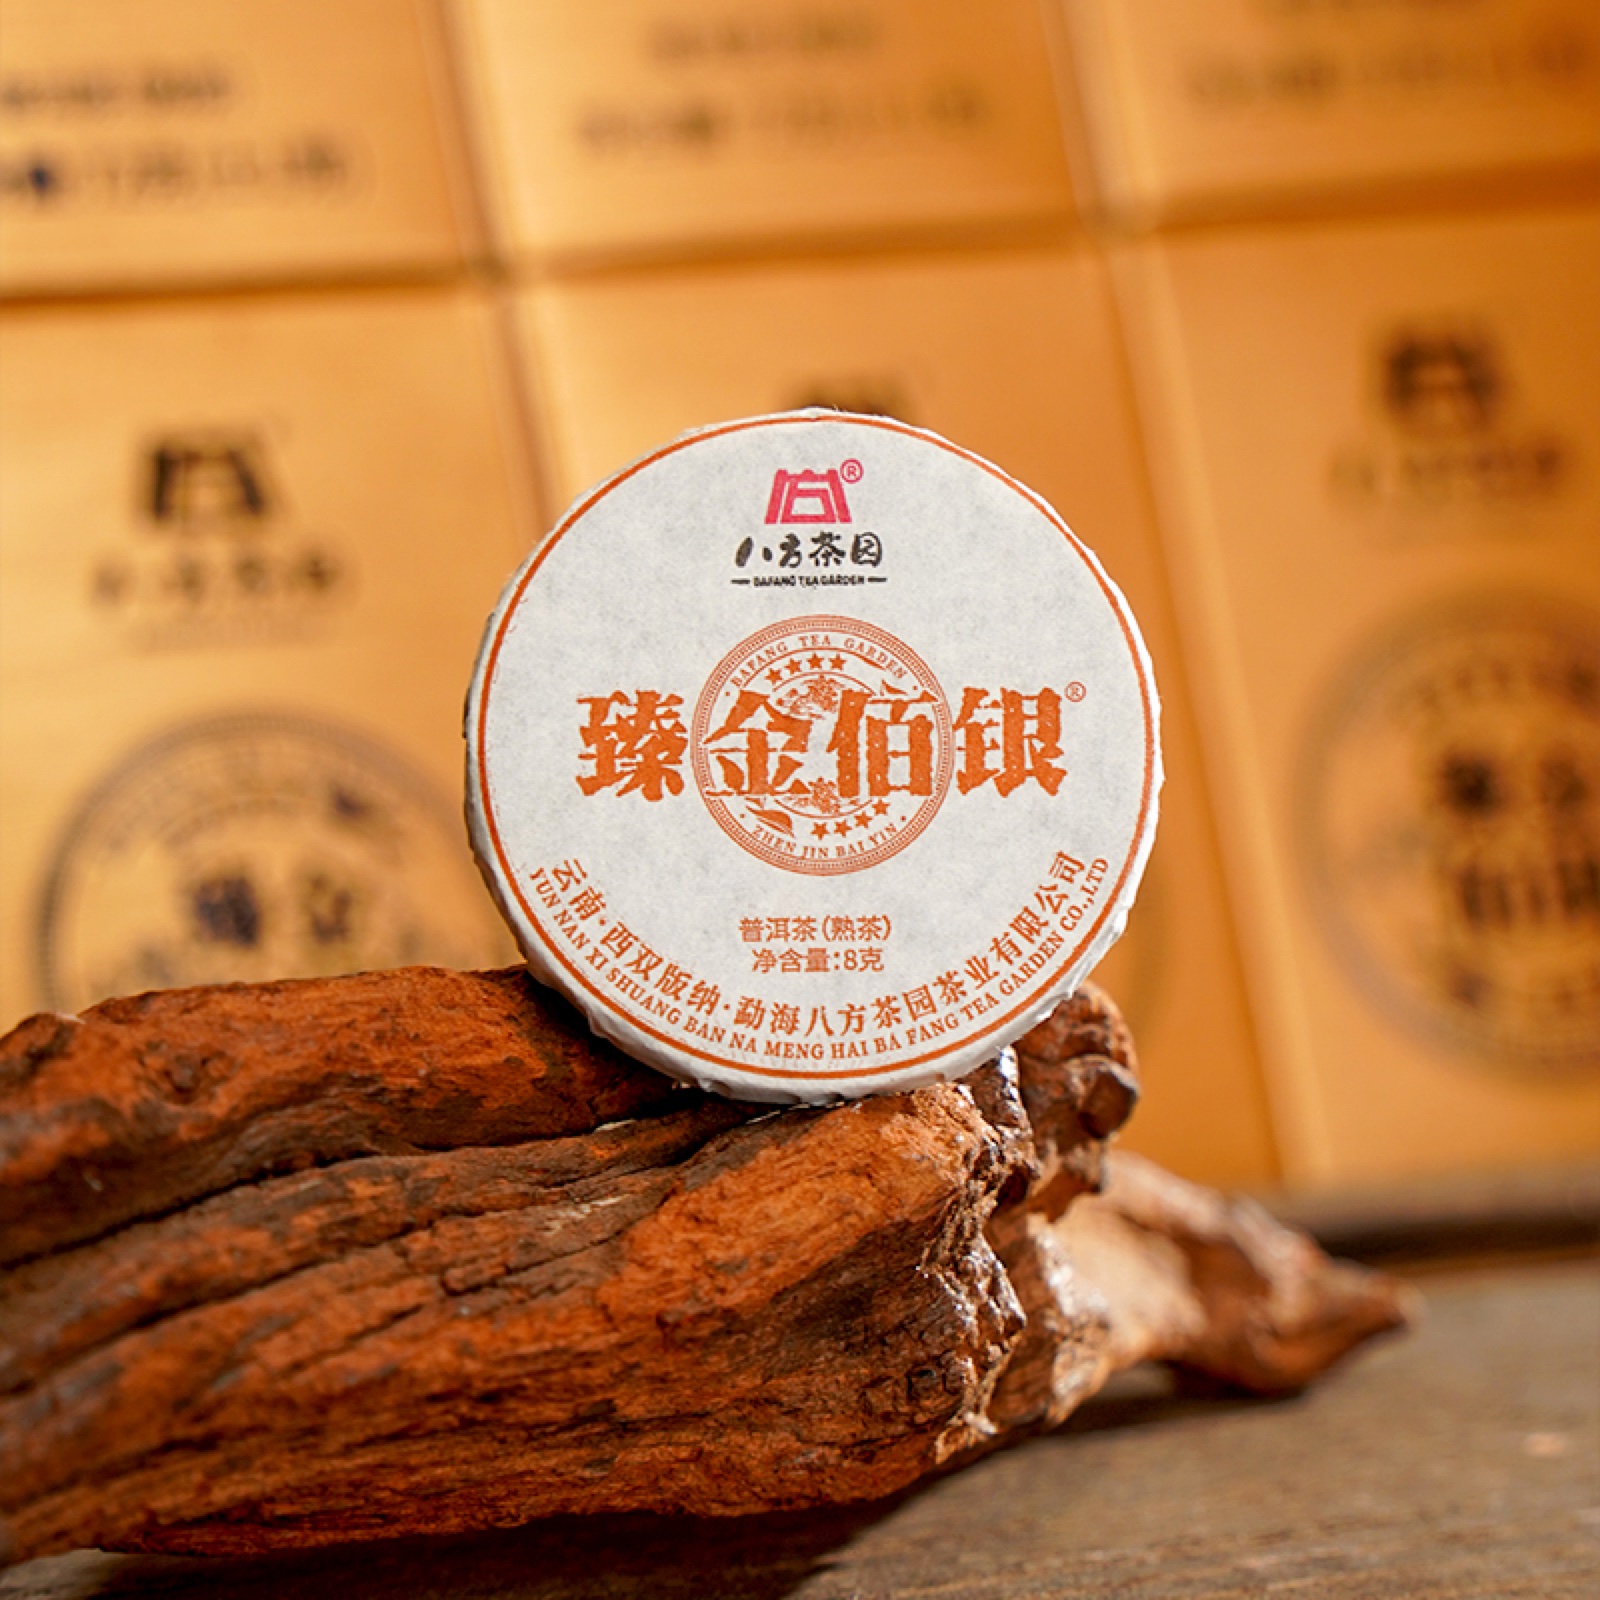 ®
八方茶园
BAFANG TEA GARDEN
BAFANG TEA GARDEN
臻金佰银®
ZHEN JIN BAI YIN
普洱茶(熟茶)
净含量:8克
云南·西双版纳·勐海八方茶园茶业有限公司
YUN NAN XI SHUANG BAN NA MENG HAI BA FANG TEA GARDEN CO.,LTD